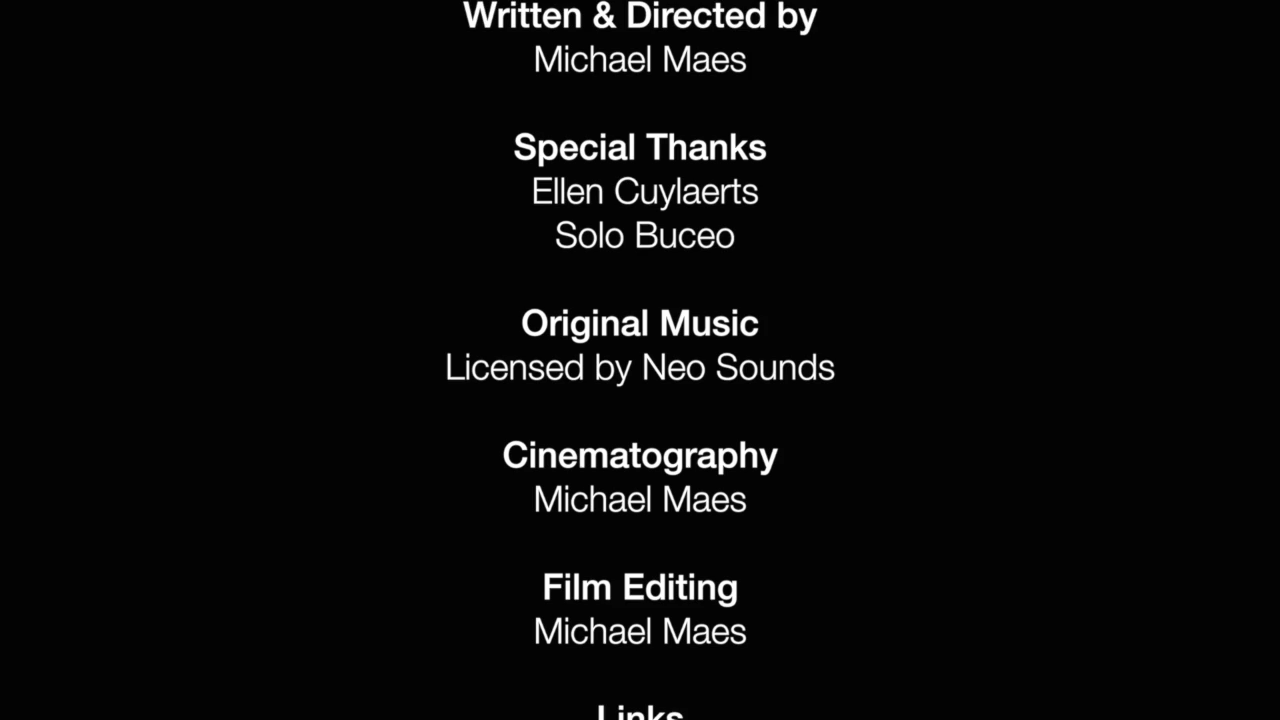 Written & Directed by
Michael Maes
Special Thanks
Ellen Cuylaerts
Solo Buceo
Original Music
Licensed by Neo Sounds
Cinematography
Michael Maes
Film Editing
Michael Maes
Links